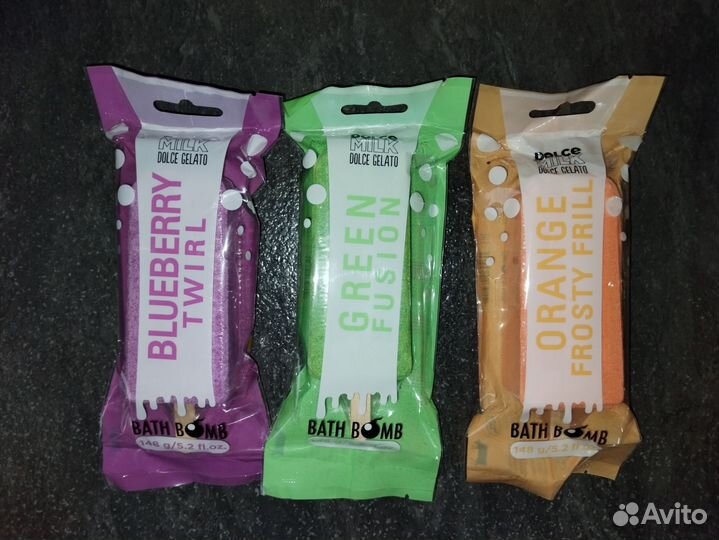 MILK
DOLCE GELATO
BLUEBERRY
TWIRL
BATH BOMB
148 g/5.2 fl.oz.
DOLCE
MILK
DOLCE GELATO
GREEN
FUSION
BATH BOMB
DOLCE
MILK
DOLCE GELATO
ORANGE
FROSTY FRILL
BATH BOMB
148 g/5.2 fl.oz.
Avito